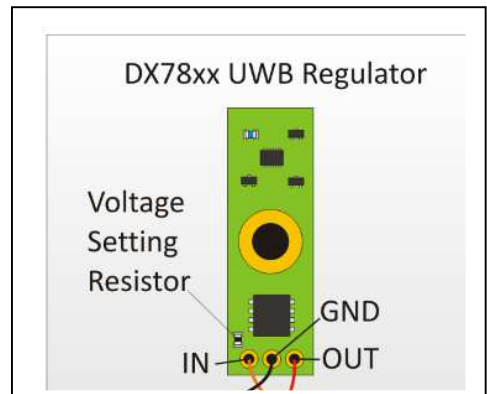 DX78xx UWB Regulator
Voltage
Setting
Resistor
GND
IN
OUT